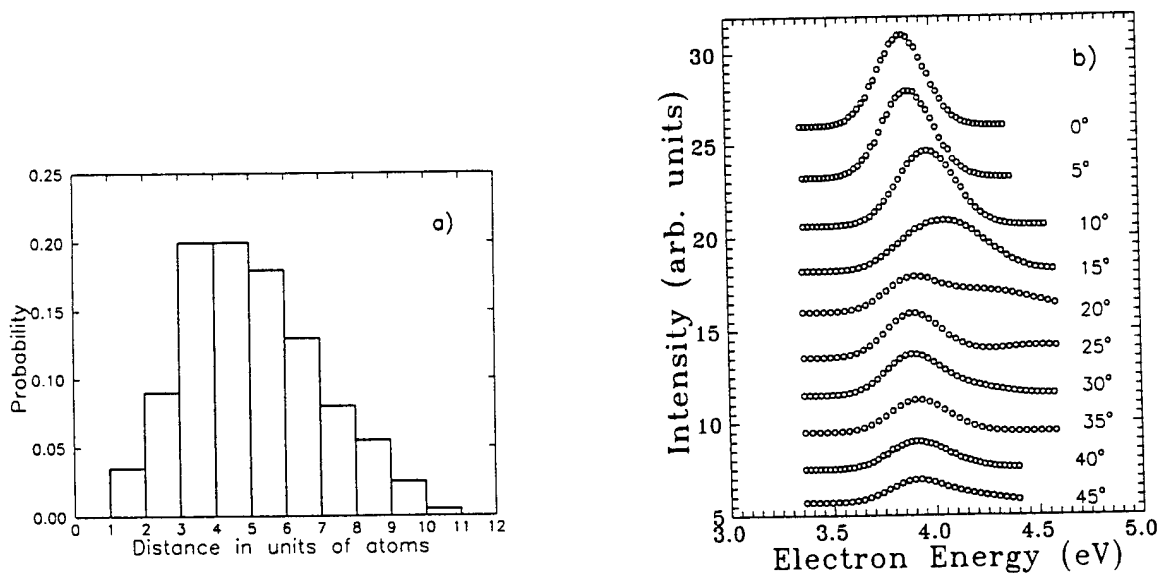 a)
Probability
0.25
0.20
0.15
0.10
0.05
0.00
0 1 2 3 4 5 6 7 8 9 10 11 12
Distance in units of atoms
b)
Intensity (arb. units)
30
25
20
15
10
5
0°
5°
10°
15°
20°
25°
30°
35°
40°
45°
3.0 3.5 4.0 4.5 5.0
Electron Energy (eV)